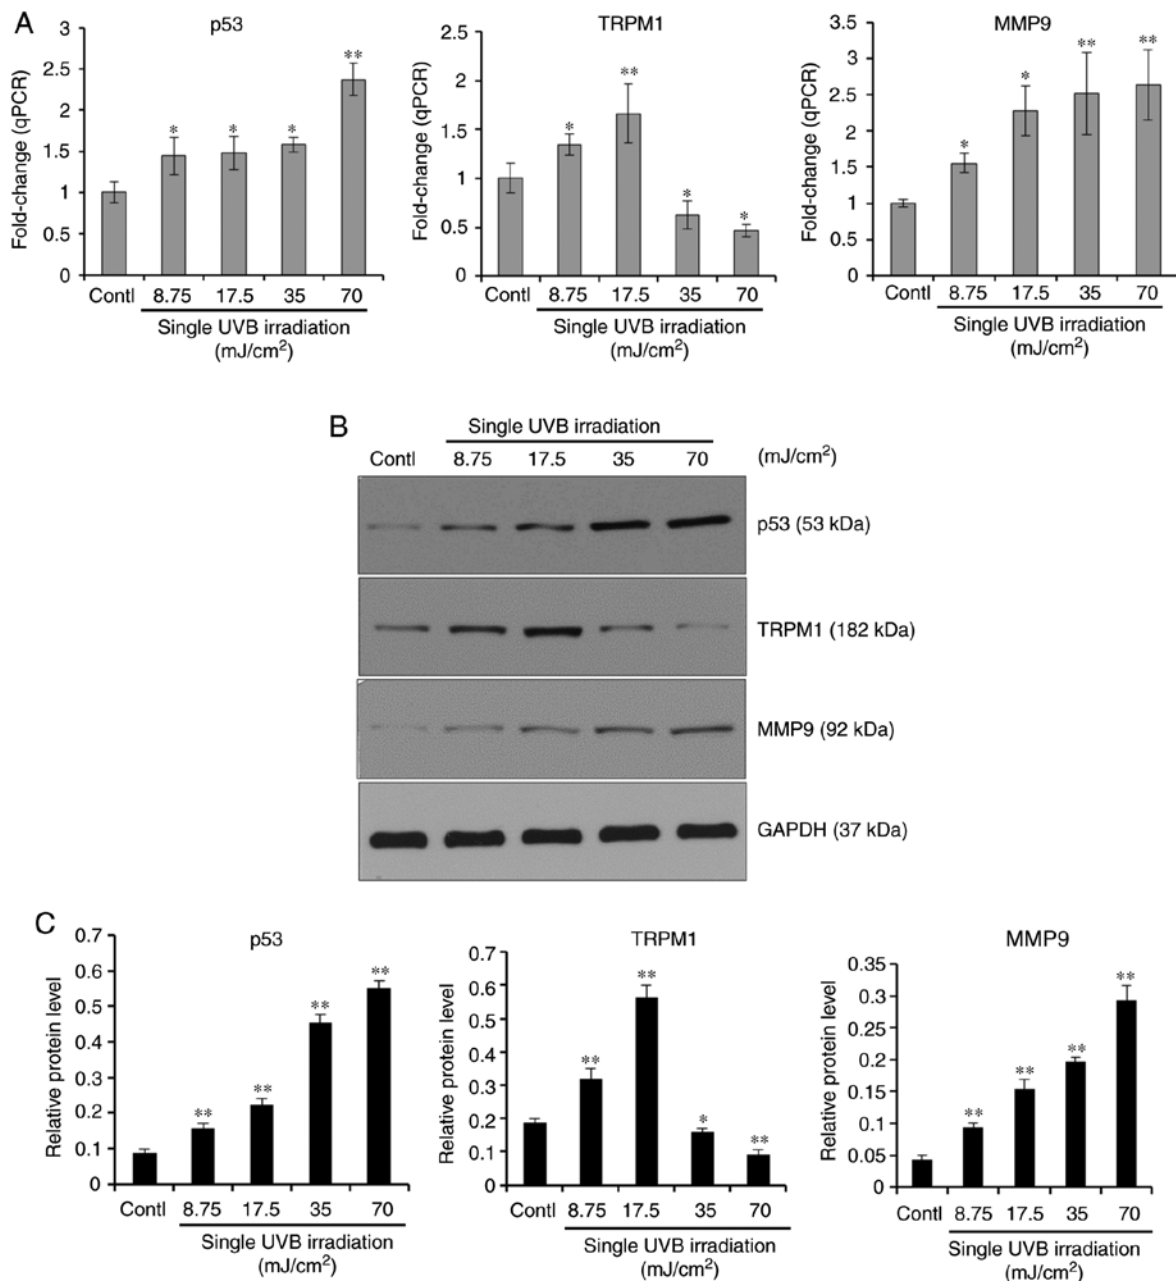 A
p53
Fold-change (qPCR)
3
2.5
2
1.5
1
0.5
0
*
*
*
**
Contl 8.75 17.5 35 70
Single UVB irradiation
(mJ/cm²)
TRPM1
Fold-change (qPCR)
2.5
2
1.5
1
0.5
0
*
**
*
*
Contl 8.75 17.5 35 70
Single UVB irradiation
(mJ/cm²)
MMP9
Fold-change (qPCR)
3.5
3
2.5
2
1.5
1
0.5
0
*
*
**
**
Contl 8.75 17.5 35 70
Single UVB irradiation
(mJ/cm²)
B
Single UVB irradiation
Contl 8.75 17.5 35 70 (mJ/cm²)
p53 (53 kDa)
TRPM1 (182 kDa)
MMP9 (92 kDa)
GAPDH (37 kDa)
C
p53
Relative protein level
0.7
0.6
0.5
0.4
0.3
0.2
0.1
0
**
**
**
**
Contl 8.75 17.5 35 70
Single UVB irradiation
(mJ/cm²)
TRPM1
Relative protein level
0.7
0.6
0.5
0.4
0.3
0.2
0.1
0
**
**
*
**
Contl 8.75 17.5 35 70
Single UVB irradiation
(mJ/cm²)
MMP9
Relative protein level
0.35
0.3
0.25
0.2
0.15
0.1
0.05
0
**
**
**
**
Contl 8.75 17.5 35 70
Single UVB irradiation
(mJ/cm²)